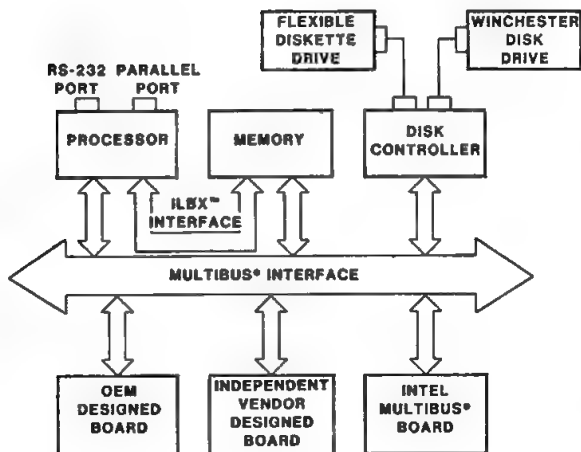 FLEXIBLE
DISKETTE
DRIVE
WINCHESTER
DISK
DRIVE
RS-232
PORT
PARALLEL
PORT
PROCESSOR
MEMORY
DISK
CONTROLLER
iLBX™
INTERFACE
MULTIBUS® INTERFACE
OEM
DESIGNED
BOARD
INDEPENDENT
VENDOR
DESIGNED
BOARD
INTEL
MULTIBUS®
BOARD